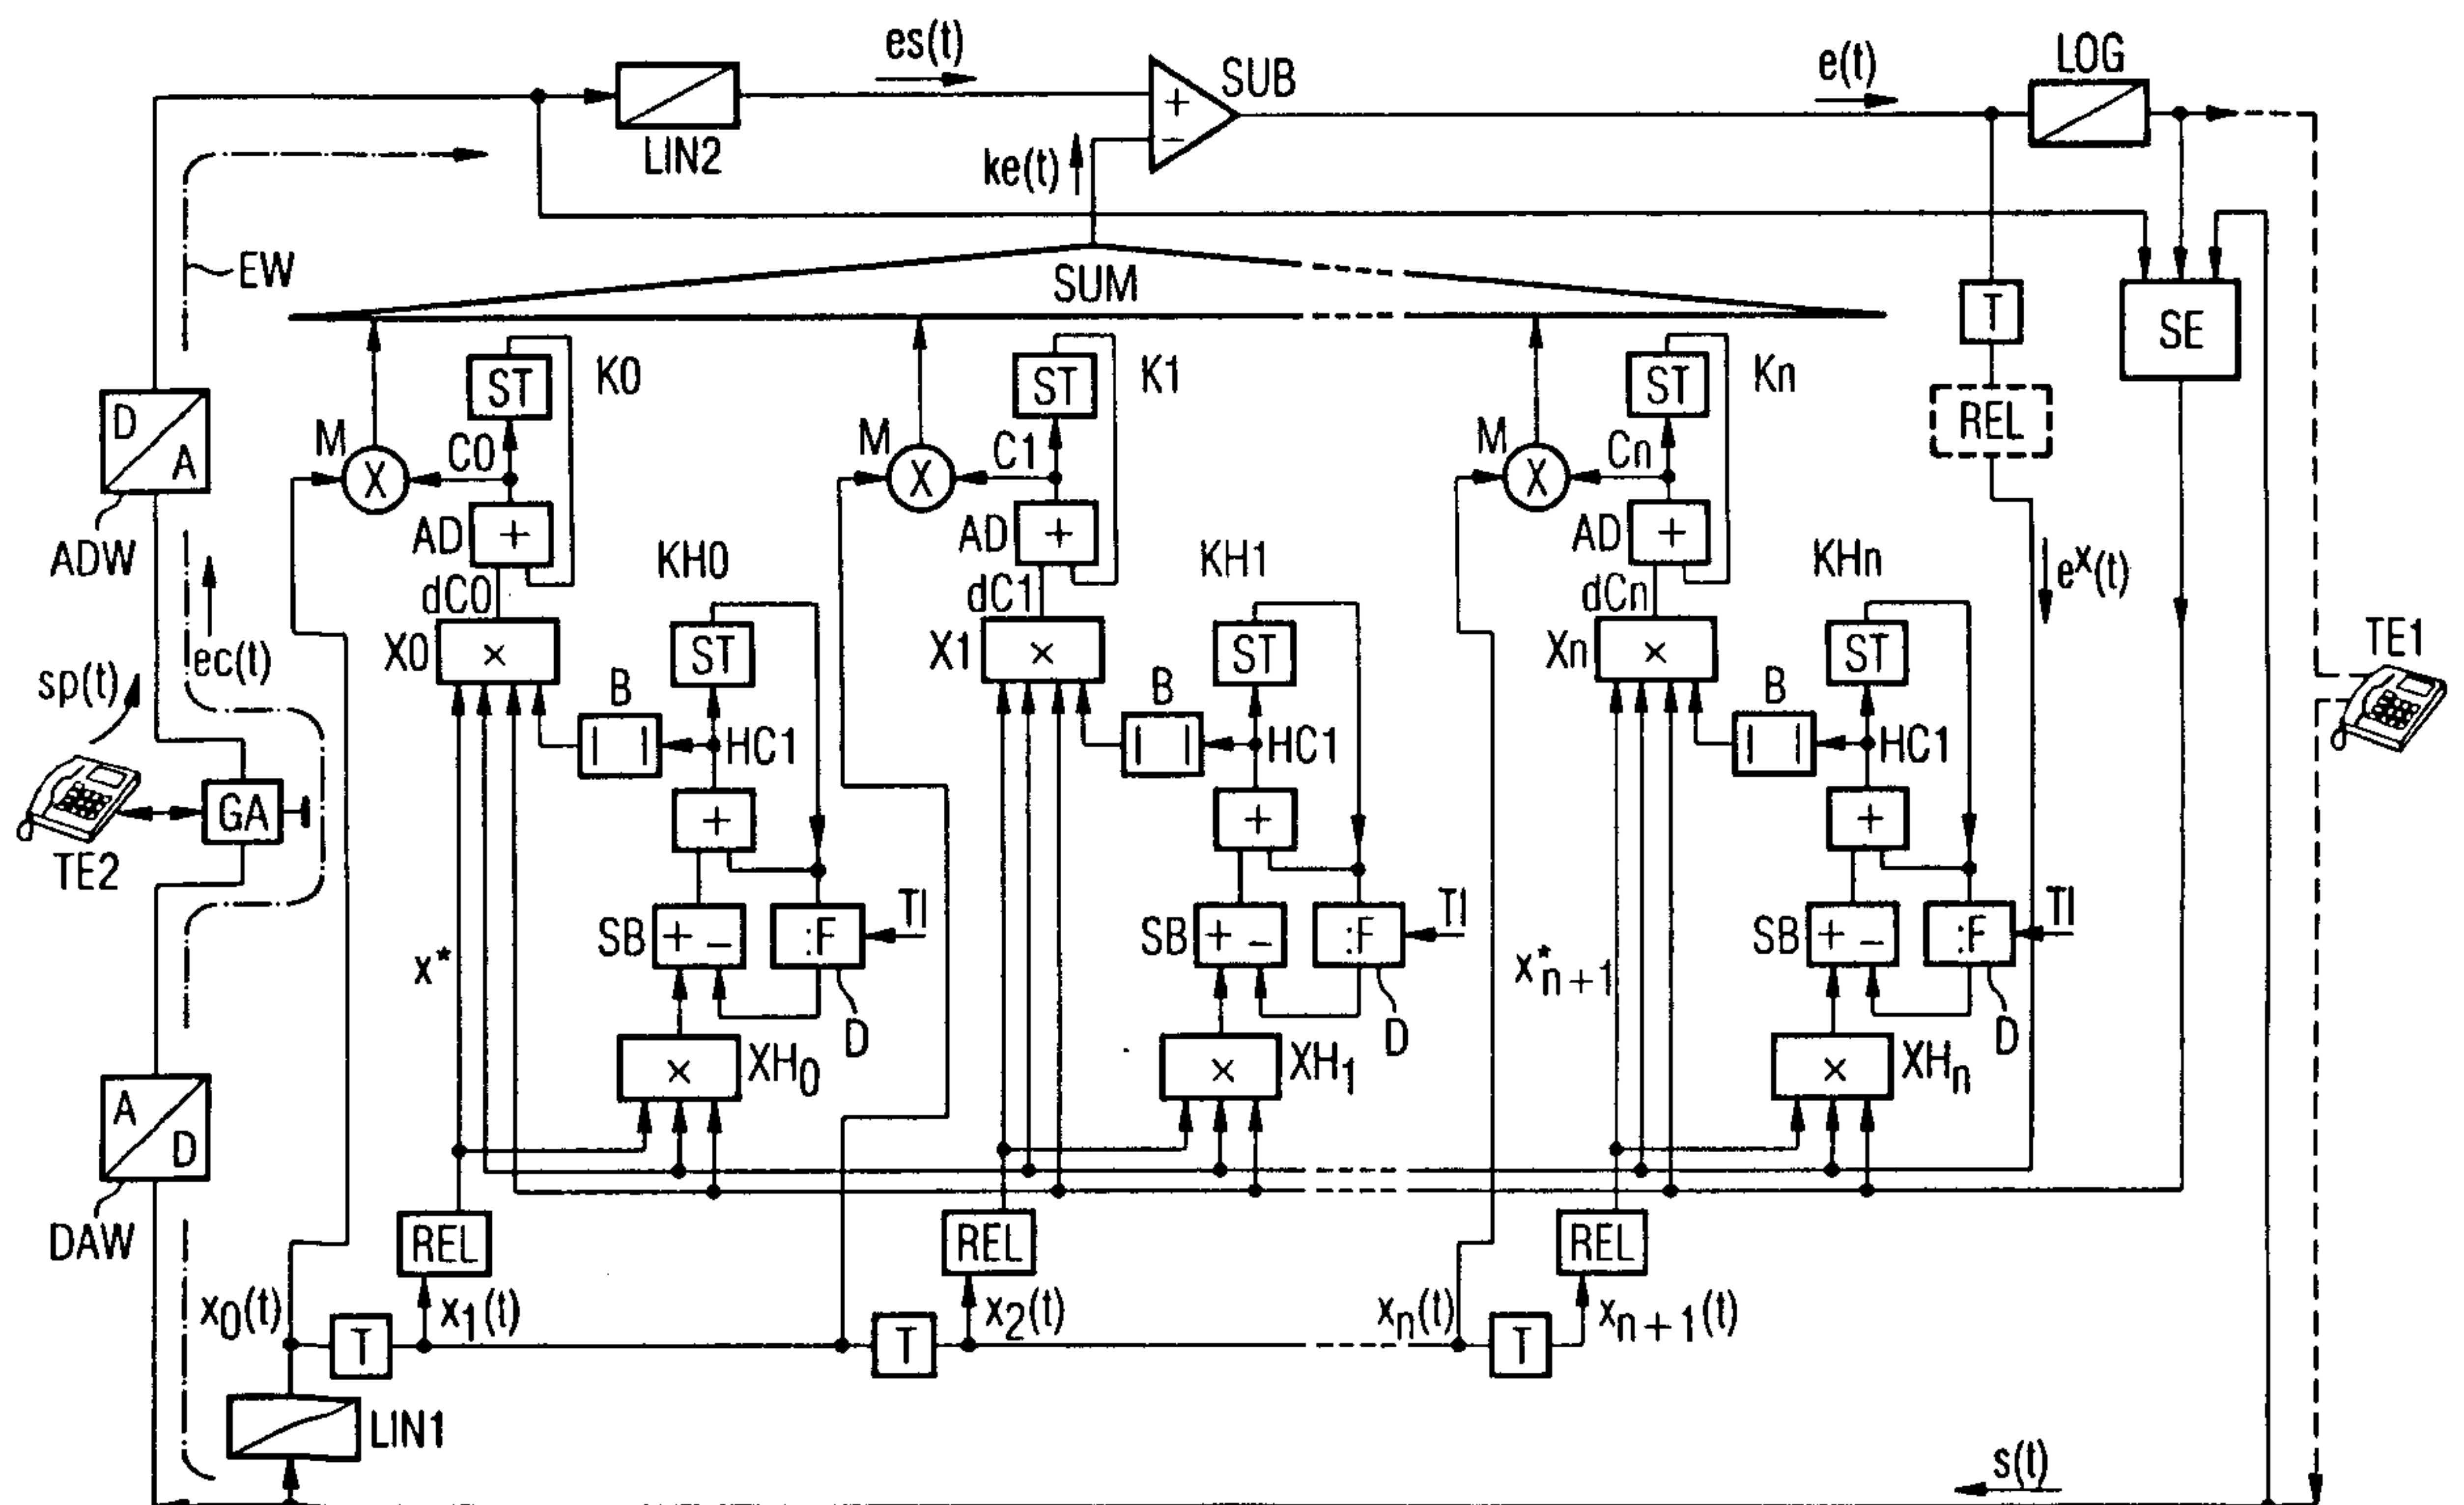 es(t)
e(t)
LOG
SUB
+
−
LIN2
ke(t)
EW
SUM
T
SE
REL
D
A
ADW
ST
K0
ST
K1
ST
Kn
M
X
C0
M
X
C1
M
X
Cn
AD
+
AD
+
AD
+
KH0
KH1
KHn
dC0
dC1
dCn
eˣ(t)
X0
×
X1
×
Xn
×
ST
ST
ST
TE1
ec(t)
sp(t)
B
| |
HC1
B
| |
HC1
B
| |
HC1
GA
+
+
+
TE2
SB
+ −
:F
TI
SB
+ −
:F
TI
SB
+ −
:F
TI
x*
x*ₙ₊₁
D
D
D
×
XH₀
×
XH₁
×
XHₙ
A
D
DAW
REL
REL
REL
x₀(t)
T
x₁(t)
T
x₂(t)
xₙ(t)
T
xₙ₊₁(t)
LIN1
s(t)